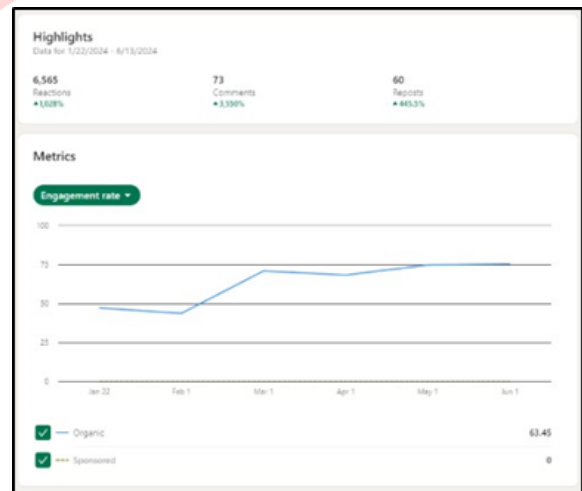 Highlights
Data for 1/22/2024 - 6/13/2024
6,565 73 60
Reactions Comments Reposts
▲1,028% ▲3,550% ▲445.5%
Metrics
Engagement rate ▾
100
75
50
25
0
Jan 22 Feb 1 Mar 1 Apr 1 May 1 Jun 1
Organic 63.45
Sponsored 0